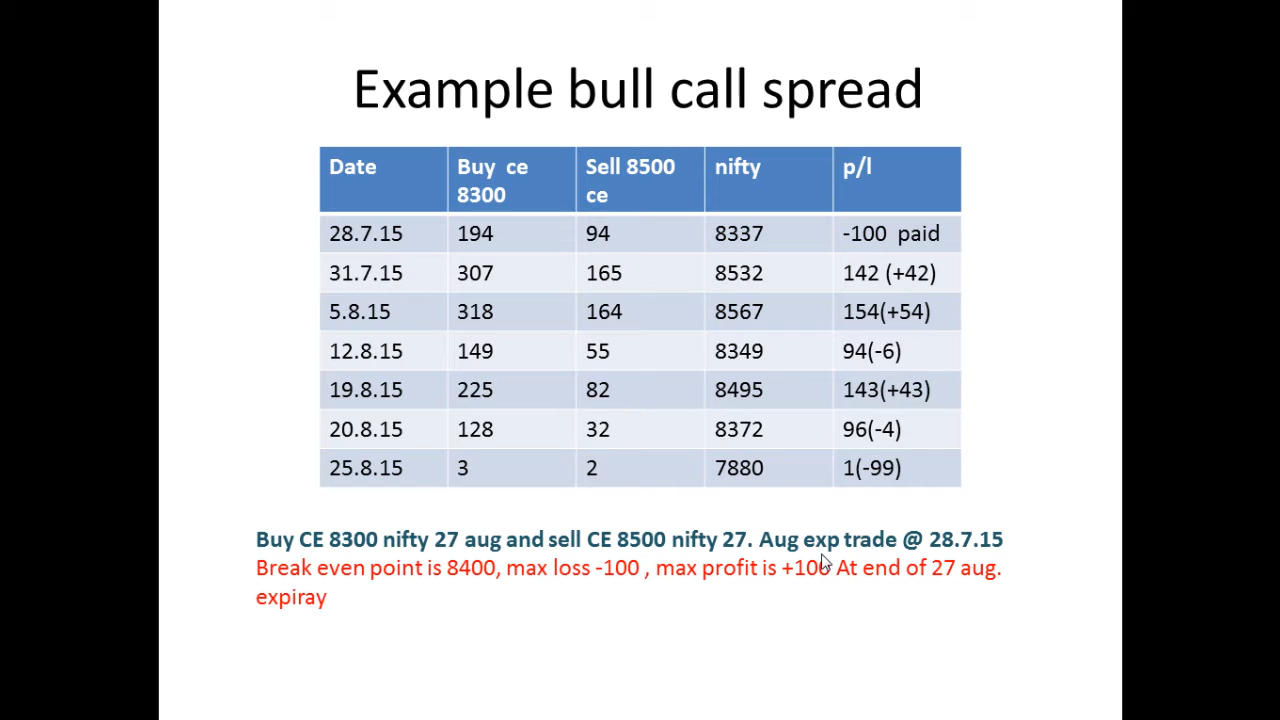 Example bull call spread
Date Buy ce 8300 Sell 8500 ce nifty p/l
28.7.15 194 94 8337 -100 paid
31.7.15 307 165 8532 142 (+42)
5.8.15 318 164 8567 154(+54)
12.8.15 149 55 8349 94(-6)
19.8.15 225 82 8495 143(+43)
20.8.15 128 32 8372 96(-4)
25.8.15 3 2 7880 1(-99)
Buy CE 8300 nifty 27 aug and sell CE 8500 nifty 27. Aug exp trade @ 28.7.15
Break even point is 8400, max loss -100 , max profit is +100 At end of 27 aug.
expiray